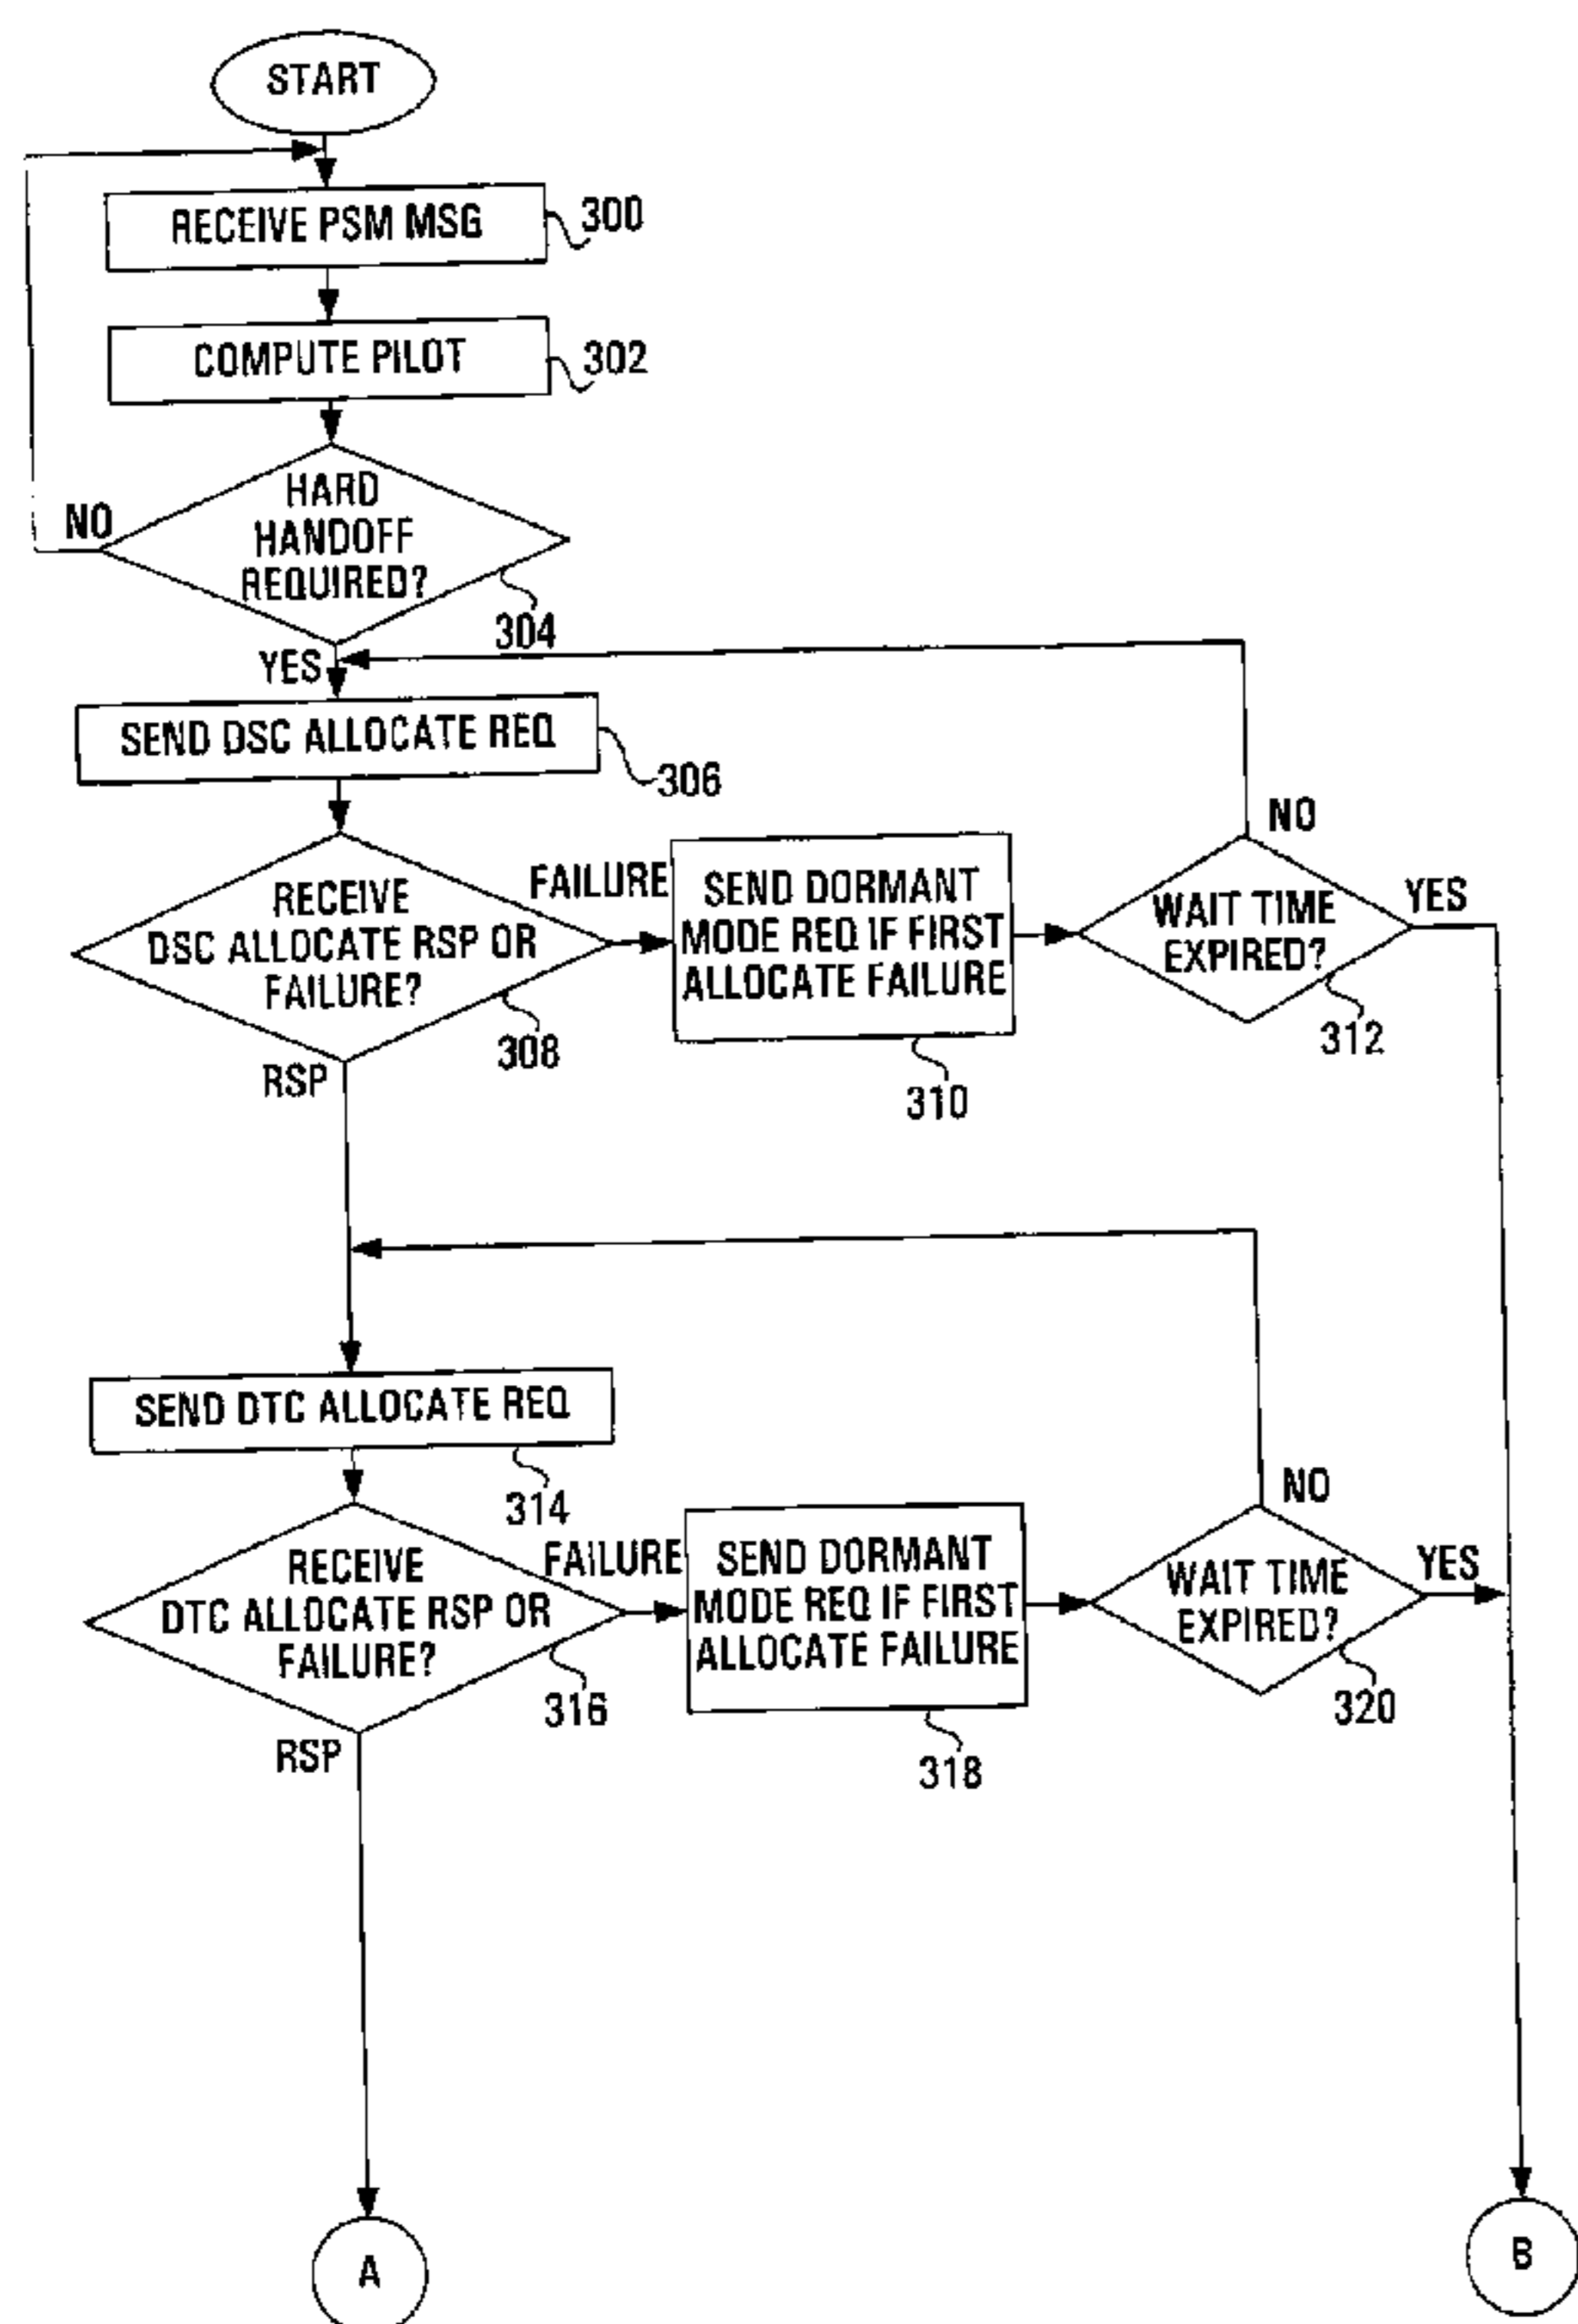 START
RECEIVE PSM MSG
300
COMPUTE PILOT
302
HARD
HANDOFF
REQUIRED?
NO
304
YES
SEND DSC ALLOCATE REQ
306
RECEIVE
DSC ALLOCATE RSP OR
FAILURE?
FAILURE
308
RSP
SEND DORMANT
MODE REQ IF FIRST
ALLOCATE FAILURE
310
WAIT TIME
EXPIRED?
NO
YES
312
SEND DTC ALLOCATE REQ
314
RECEIVE
DTC ALLOCATE RSP OR
FAILURE?
FAILURE
316
RSP
SEND DORMANT
MODE REQ IF FIRST
ALLOCATE FAILURE
318
WAIT TIME
EXPIRED?
NO
YES
320
A
B